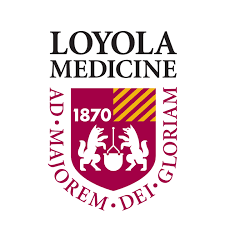 LOYOLA
MEDICINE
1870
AD • MAJOREM • DEI • GLORIAM